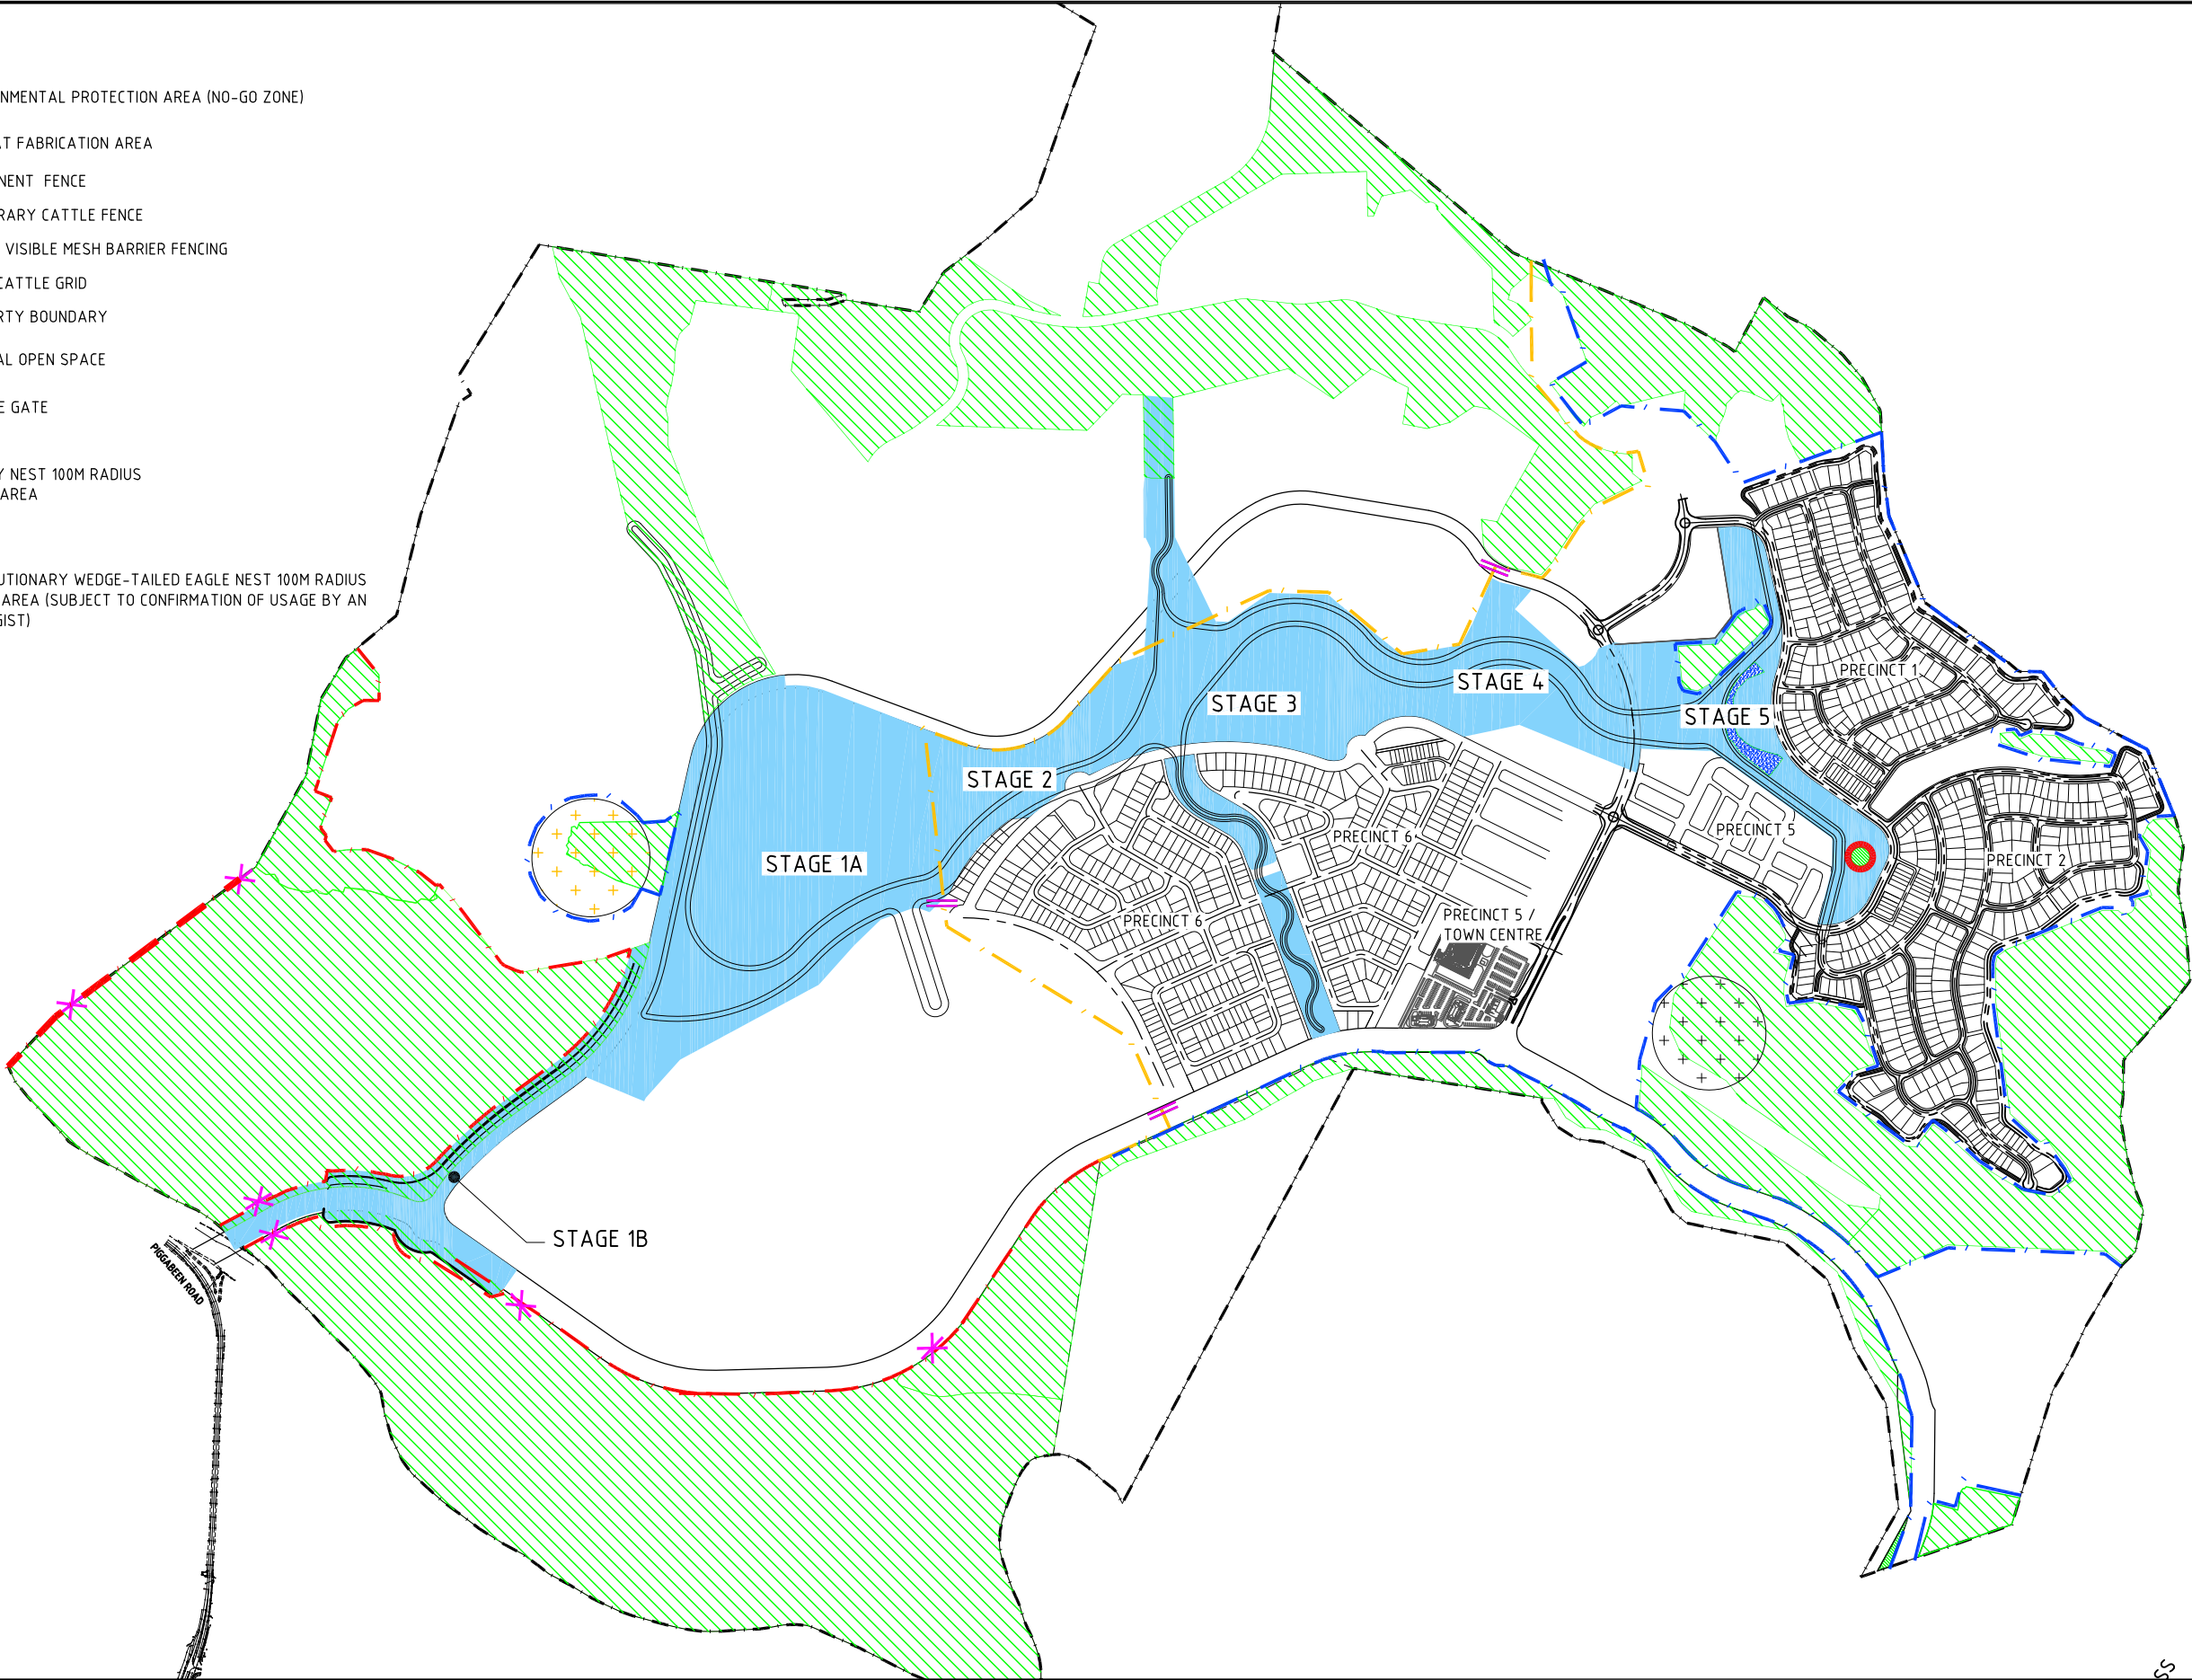 NMENTAL PROTECTION AREA (NO-GO ZONE)
AT FABRICATION AREA
NENT FENCE
RARY CATTLE FENCE
VISIBLE MESH BARRIER FENCING
CATTLE GRID
RTY BOUNDARY
AL OPEN SPACE
E GATE
Y NEST 100M RADIUS
AREA
UTIONARY WEDGE-TAILED EAGLE NEST 100M RADIUS
AREA (SUBJECT TO CONFIRMATION OF USAGE BY AN
GIST)
PRECINCT 1
STAGE 4
STAGE 3
STAGE 5
STAGE 2
PRECINCT 5
PRECINCT 6
STAGE 1A
PRECINCT 2
PRECINCT 6
PRECINCT 5 /
TOWN CENTRE
STAGE 1B
PIGGABEEN ROAD
SS